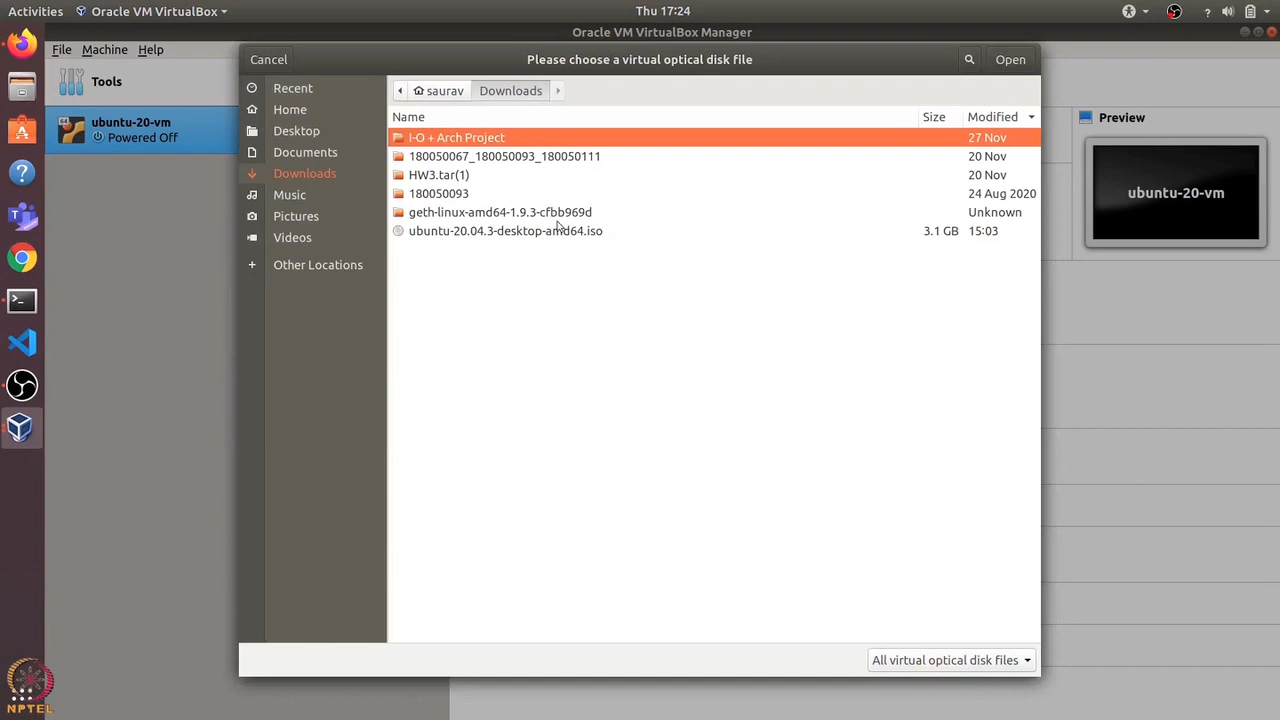 Activities Oracle VM VirtualBox Thu 17:24 ?
Oracle VM VirtualBox Manager
File Machine Help
Cancel Please choose a virtual optical disk file Open
Tools
ubuntu-20-vm
Powered Off
Recent
Home
Desktop
Documents
Downloads
Music
Pictures
Videos
+ Other Locations
saurav Downloads
Name Size Modified
I-O + Arch Project 27 Nov
180050067_180050093_180050111 20 Nov
HW3.tar(1) 20 Nov
180050093 24 Aug 2020
geth-linux-amd64-1.9.3-cfbb969d Unknown
ubuntu-20.04.3-desktop-amd64.iso 3.1 GB 15:03
All virtual optical disk files
Preview
ubuntu-20-vm
NPTEL